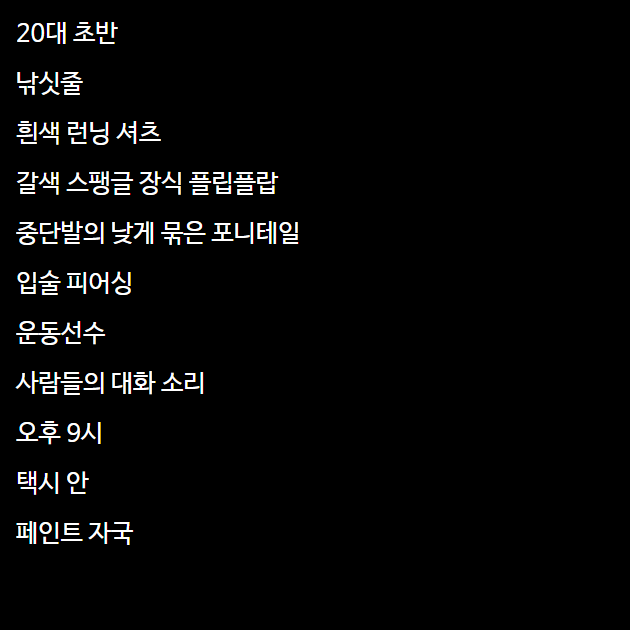 20대 초반
낚싯줄
흰색 런닝 셔츠
갈색 스팽글 장식 플립플랍
중단발의 낮게 묶은 포니테일
입술 피어싱
운동선수
사람들의 대화 소리
오후 9시
택시 안
페인트 자국